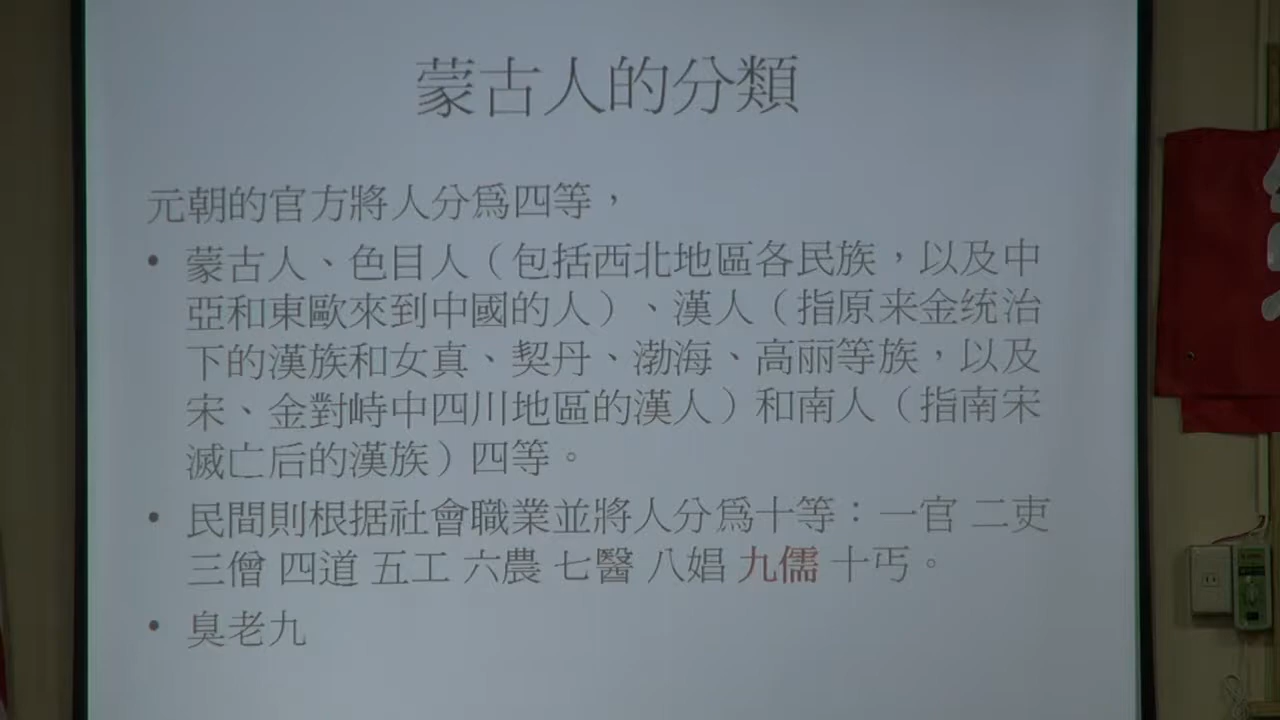 蒙古人的分類
元朝的官方將人分爲四等，
• 蒙古人、色目人（包括西北地區各民族，以及中
亞和東歐來到中國的人）、漢人（指原来金统治
下的漢族和女真、契丹、渤海、高丽等族，以及
宋、金對峙中四川地區的漢人）和南人（指南宋
滅亡后的漢族）四等。
• 民間則根据社會職業並將人分爲十等：一官 二吏
三僧 四道 五工 六農 七醫 八娼 九儒 十丐。
• 臭老九